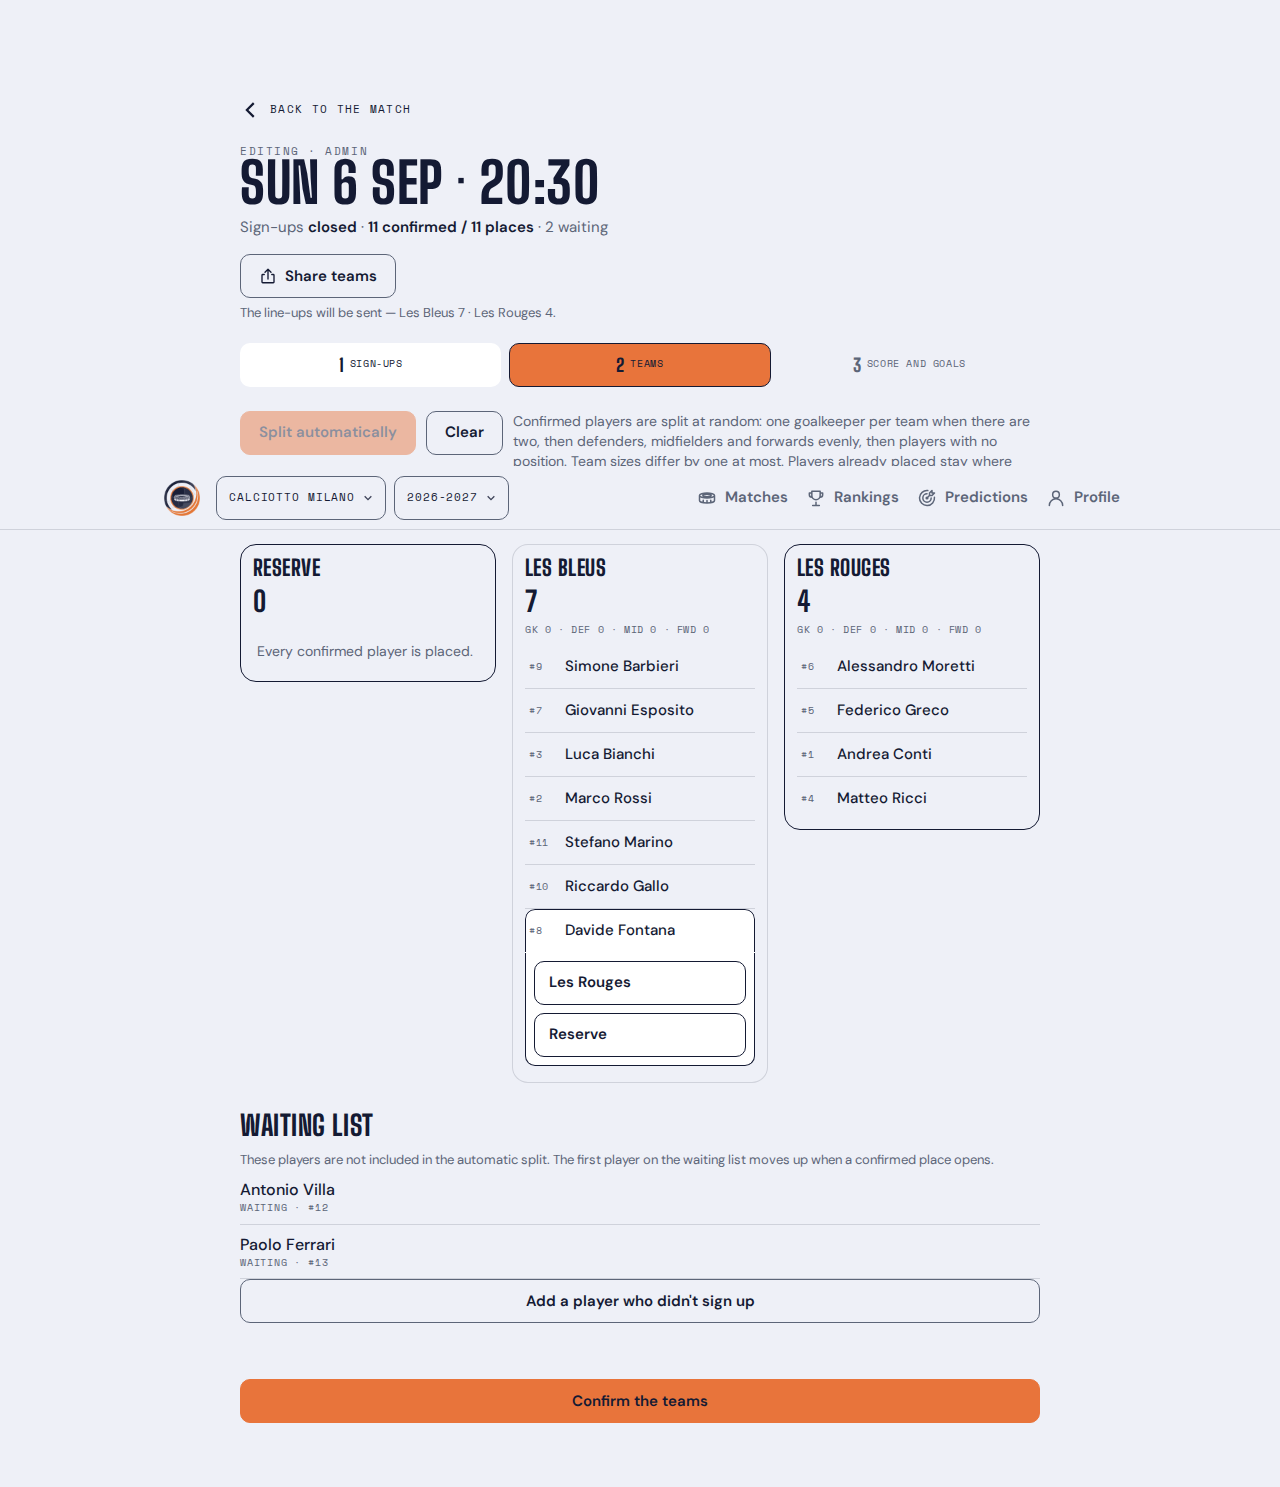 BACK TO THE MATCH
EDITING · ADMIN
SUN 6 SEP · 20:30
Sign-ups closed · 11 confirmed / 11 places · 2 waiting
Share teams
The line-ups will be sent — Les Bleus 7 · Les Rouges 4.
1 SIGN-UPS
2 TEAMS
3 SCORE AND GOALS
Split automatically
Clear
Confirmed players are split at random: one goalkeeper per team when there are
two, then defenders, midfielders and forwards evenly, then players with no
position. Team sizes differ by one at most. Players already placed stay where
CALCIOTTO MILANO
2026-2027
Matches
Rankings
Predictions
Profile
RESERVE
0
Every confirmed player is placed.
LES BLEUS
7
GK 0 · DEF 0 · MID 0 · FWD 0
#9 Simone Barbieri
#7 Giovanni Esposito
#3 Luca Bianchi
#2 Marco Rossi
#11 Stefano Marino
#10 Riccardo Gallo
#8 Davide Fontana
Les Rouges
Reserve
LES ROUGES
4
GK 0 · DEF 0 · MID 0 · FWD 0
#6 Alessandro Moretti
#5 Federico Greco
#1 Andrea Conti
#4 Matteo Ricci
WAITING LIST
These players are not included in the automatic split. The first player on the waiting list moves up when a confirmed place opens.
Antonio Villa
WAITING · #12
Paolo Ferrari
WAITING · #13
Add a player who didn't sign up
Confirm the teams